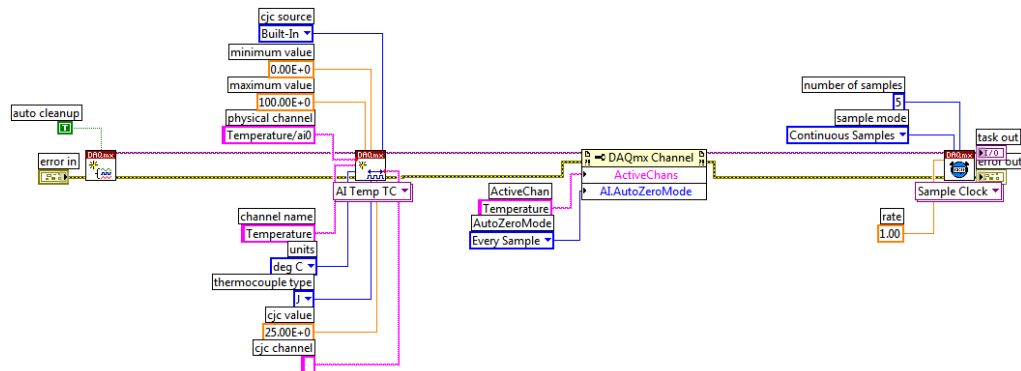 cjc source
Built-In
minimum value
0.00E+0
maximum value
100.00E+0
physical channel
Temperature/ai0
auto cleanup
T
error in
DAQmx
DAQmx
AI Temp TC
channel name
Temperature
units
deg C
thermocouple type
J
cjc value
25.00E+0
cjc channel
DAQmx Channel
ActiveChans
AI.AutoZeroMode
ActiveChan
Temperature
AutoZeroMode
Every Sample
number of samples
5
sample mode
Continuous Samples
task out
I/O
DAQmx
error out
Sample Clock
rate
1.00